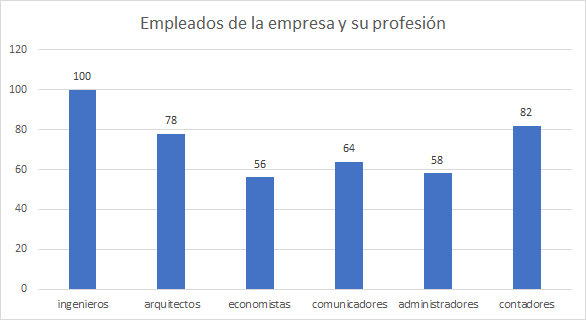 Empleados de la empresa y su profesión
120
100
80
60
40
20
0
100
78
56
64
58
82
ingenieros
arquitectos
economistas
comunicadores
administradores
contadores